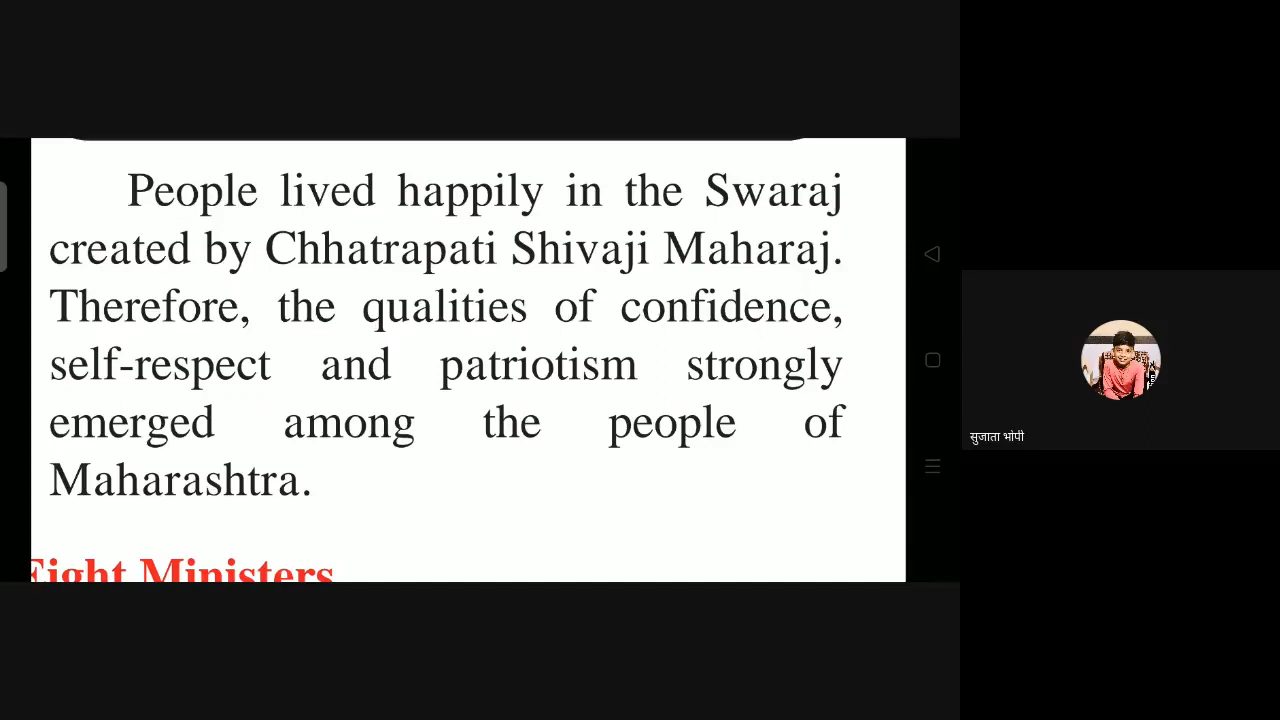 People lived happily in the Swaraj
created by Chhatrapati Shivaji Maharaj.
Therefore, the qualities of confidence,
self-respect and patriotism strongly
emerged among the people of
Maharashtra.
Eight Ministers
सुजाता भोपी